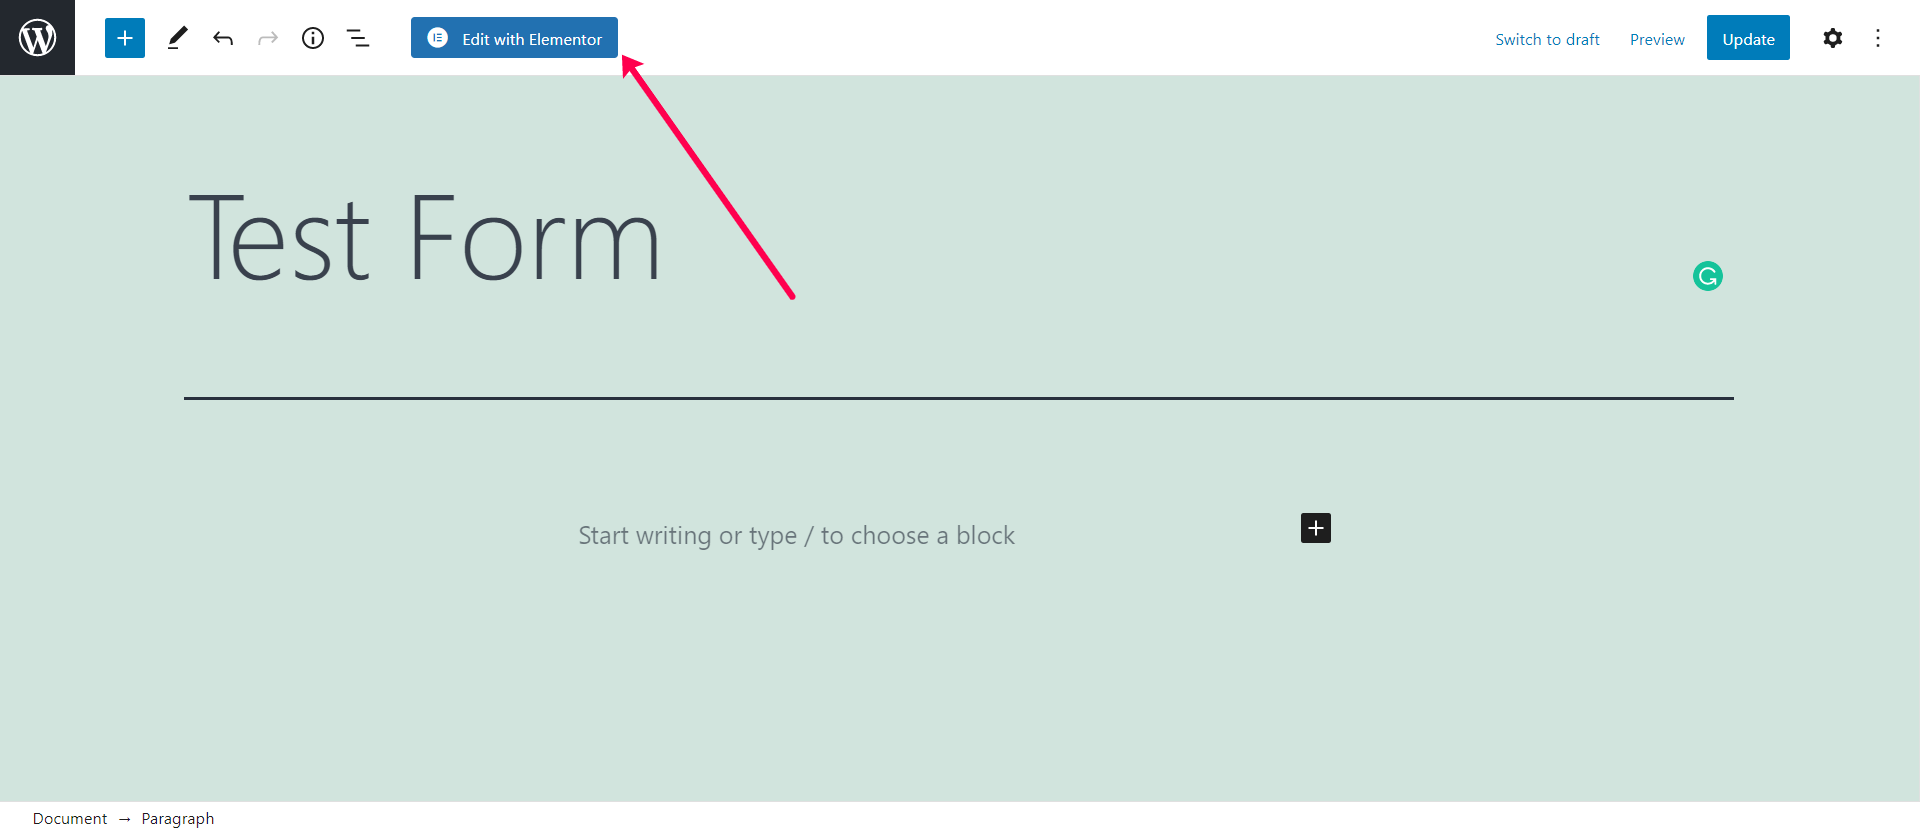 Edit with Elementor
Switch to draft
Preview
Update
Test Form
Start writing or type / to choose a block
Document → Paragraph